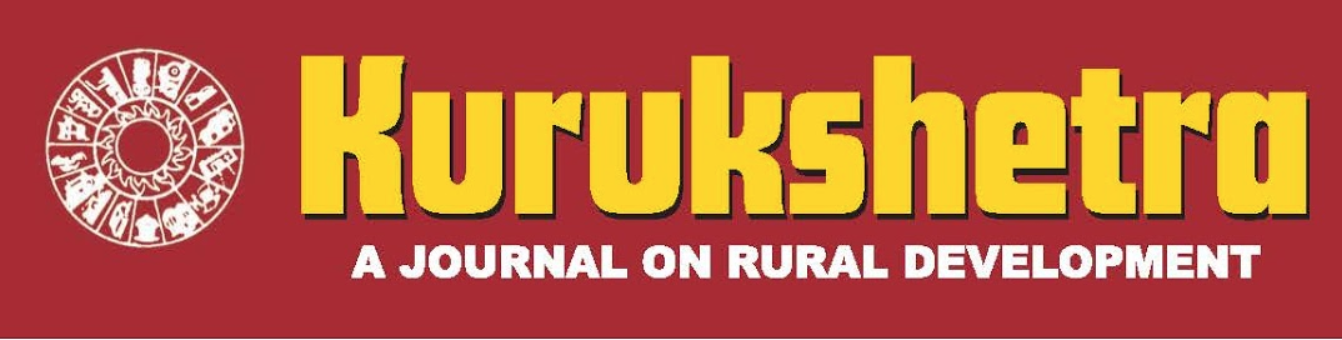 Kurukshetra
A JOURNAL ON RURAL DEVELOPMENT